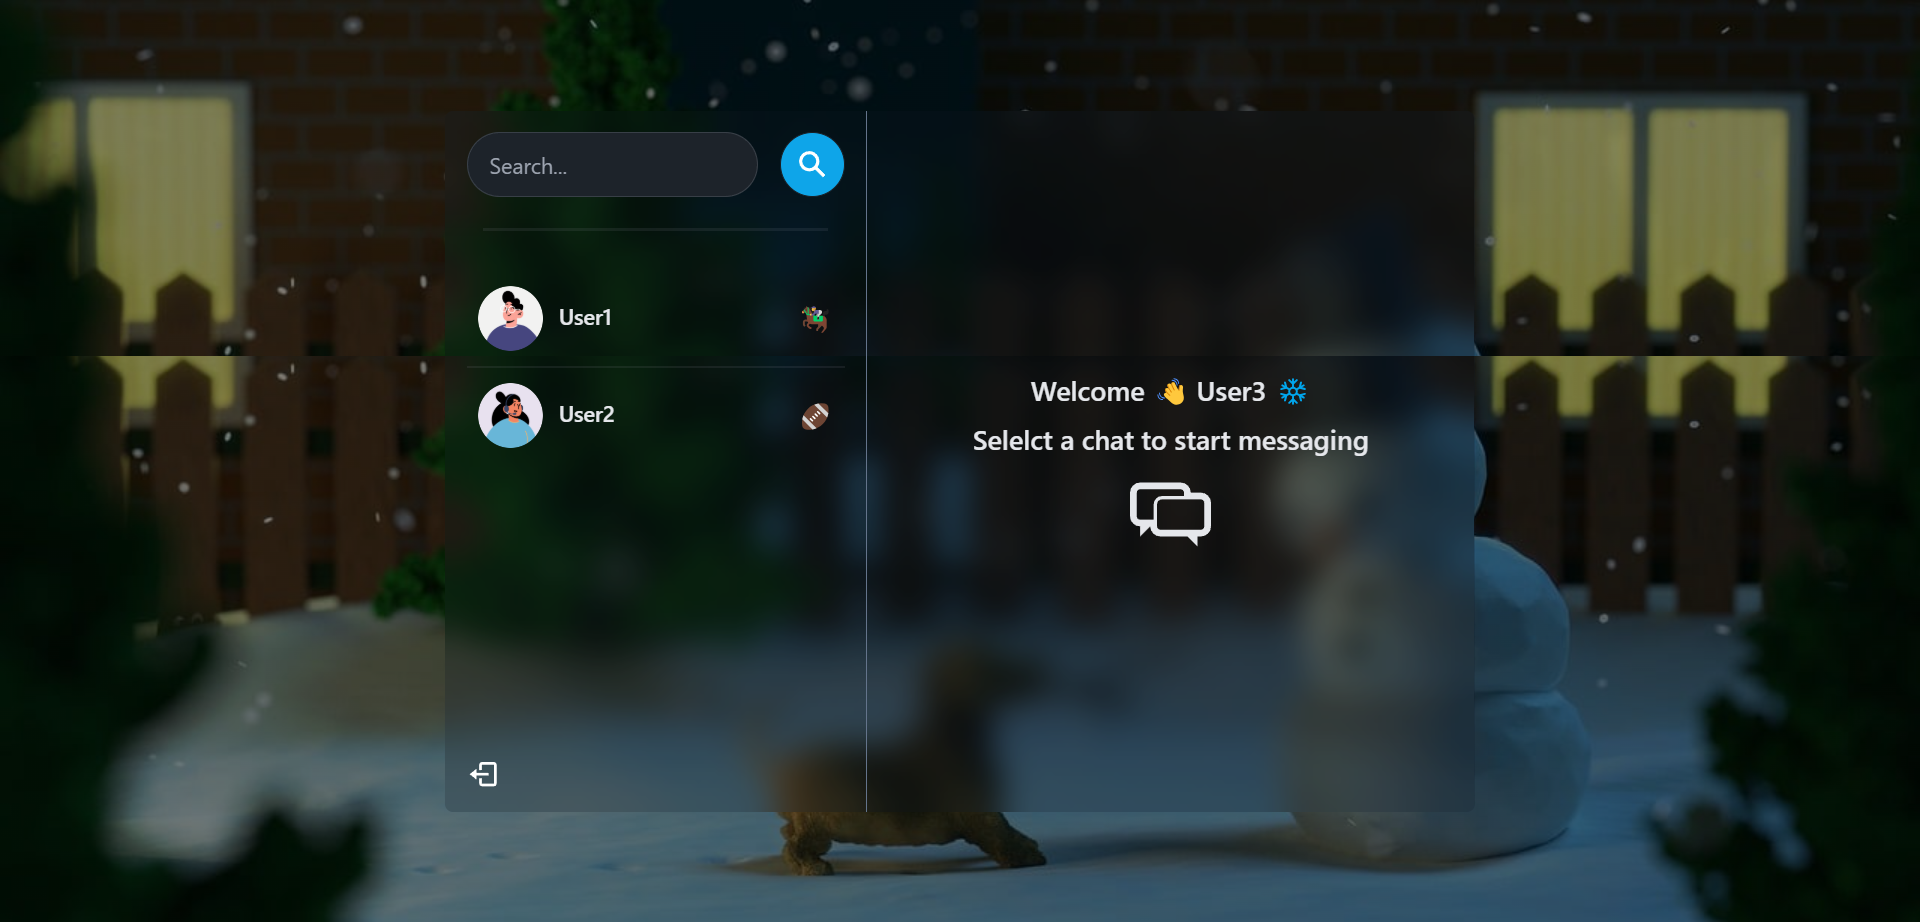 Search...
User1
User2
Welcome 👋 User3 ❄
Selelct a chat to start messaging